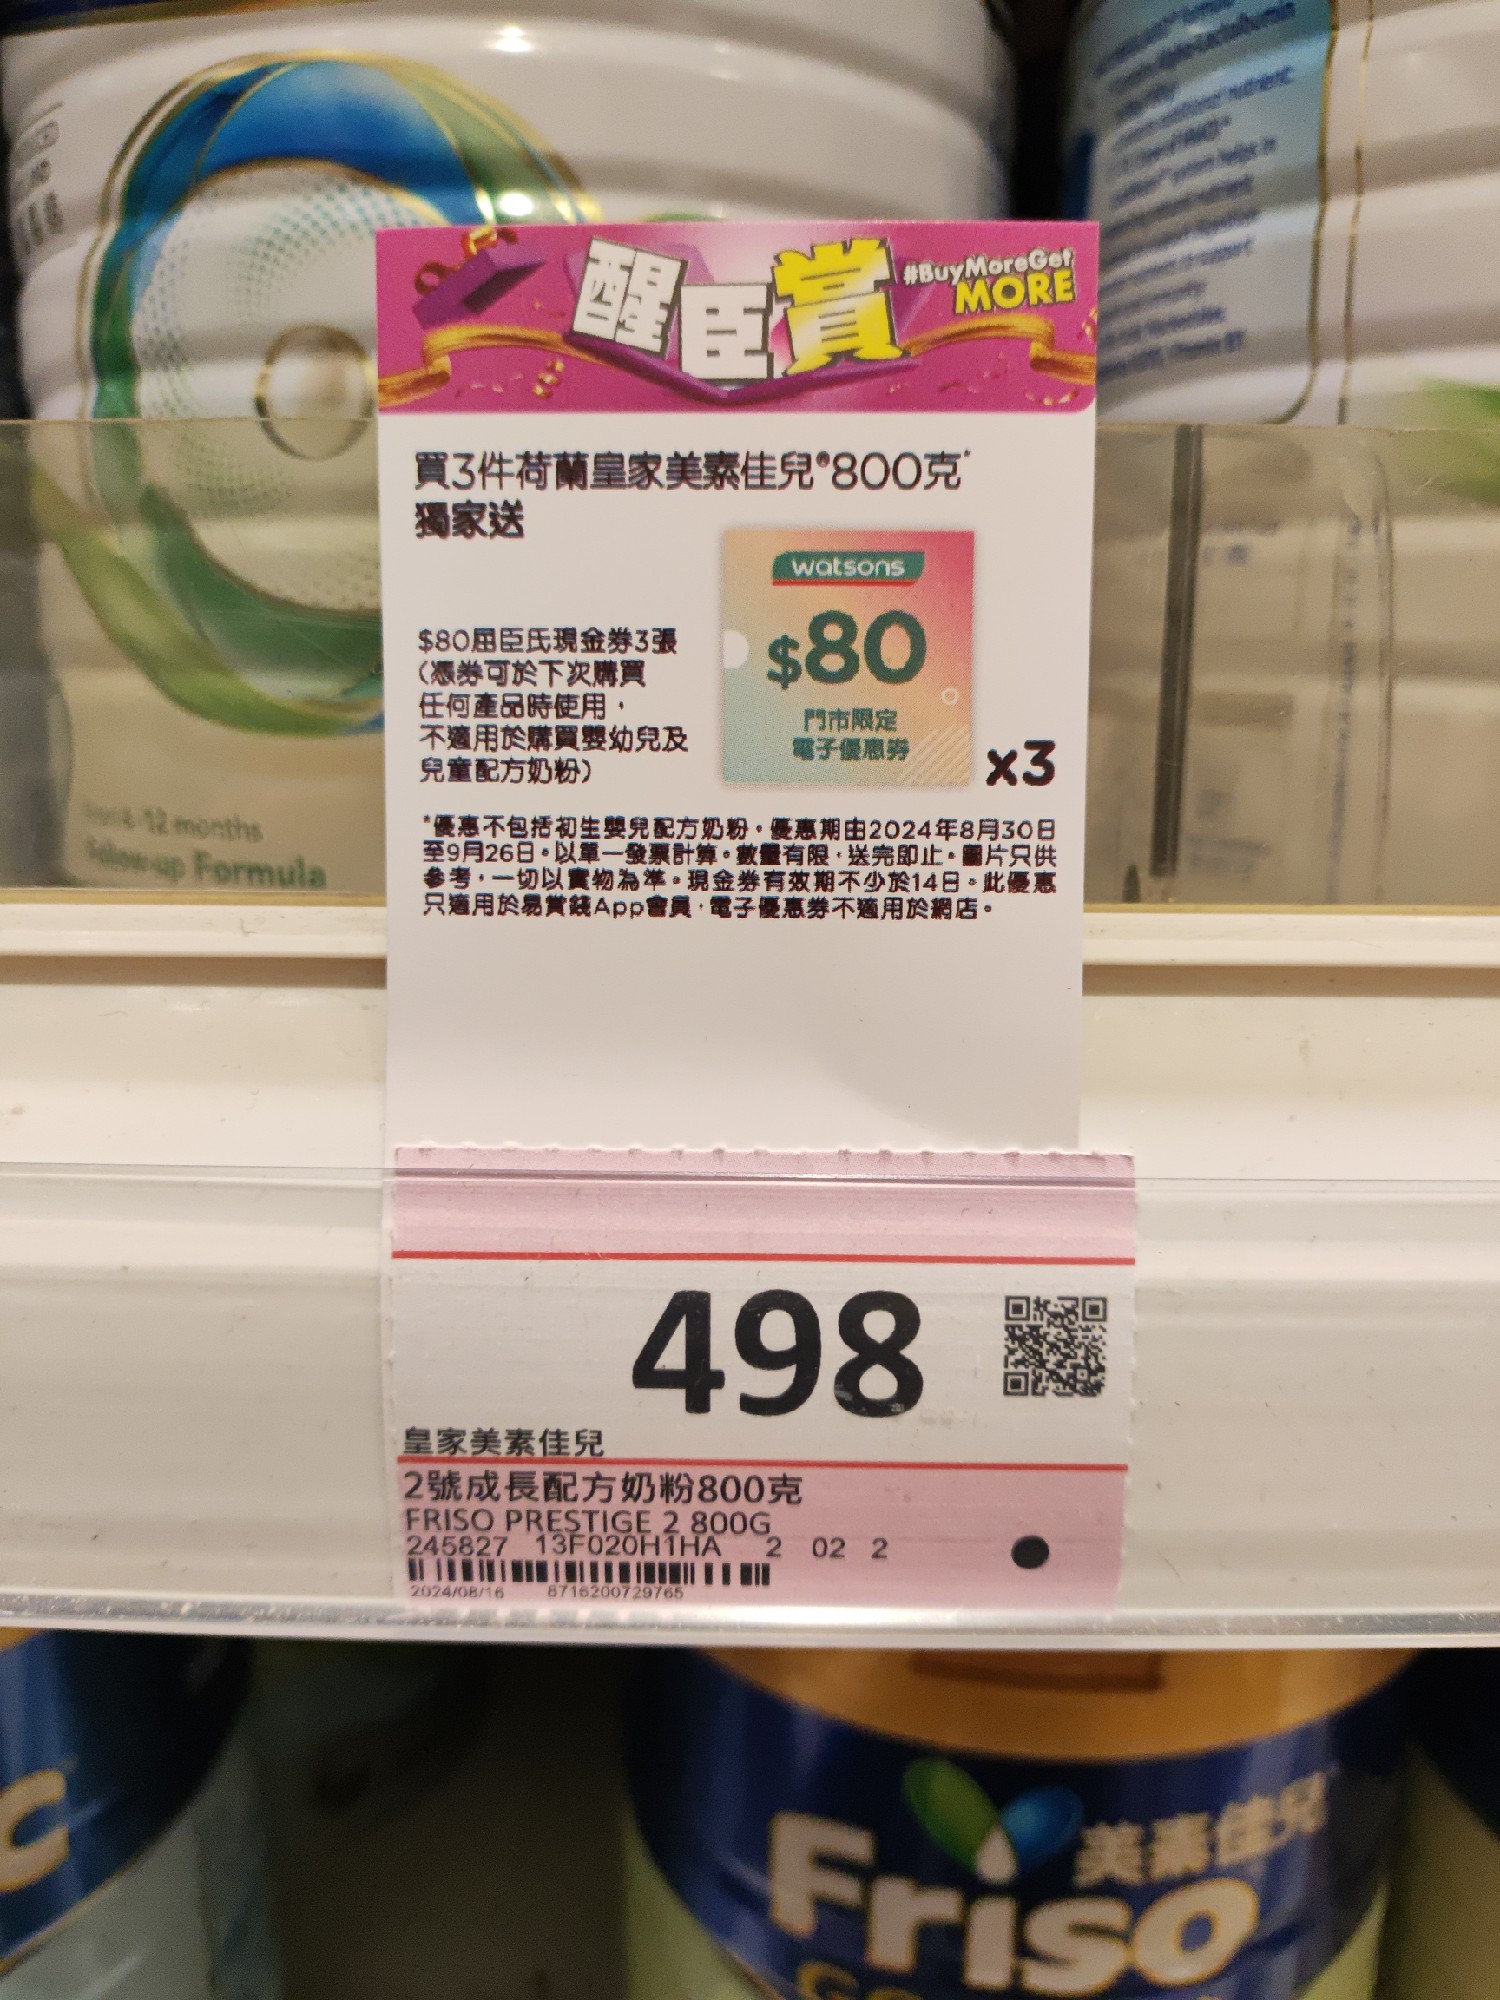 醒臣賞
#BuyMoreGet
MORE
買3件荷蘭皇家美素佳兒®800克*
獨家送
watsons
$80
門市限定
電子優惠券
x3
$80屈臣氏現金券3張
(憑券可於下次購買
任何產品時使用，
不適用於購買嬰幼兒及
兒童配方奶粉)
*優惠不包括初生嬰兒配方奶粉。優惠期由2024年8月30日
至9月26日。以單一發票計算。數量有限，送完即止。圖片只供
參考，一切以實物為準。現金券有效期不少於14日。此優惠
只適用於易賞錢App會員，電子優惠券不適用於網店。
-12 months
Follow-up Formula
498
皇家美素佳兒
2號成長配方奶粉800克
FRISO PRESTIGE 2 800G
245827 13F020H1HA 2 02 2
2024/08/16 8716200729765
美素佳兒
Friso